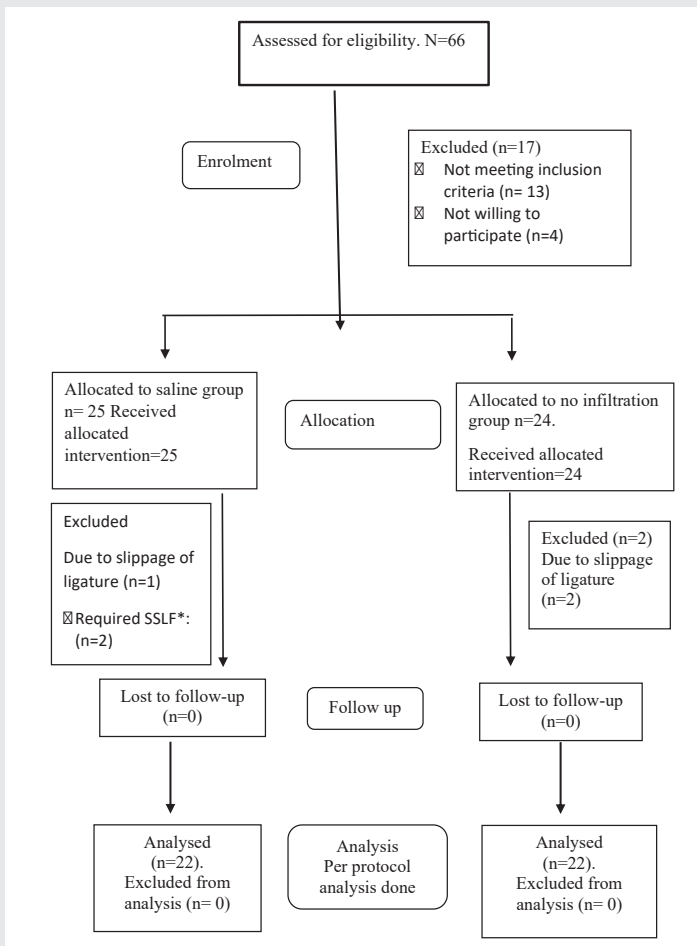 Assessed for eligibility. N=66
Enrolment
Excluded (n=17)
Not meeting inclusion
criteria (n= 13)
Not willing to
participate (n=4)
Allocated to saline group
n= 25 Received
allocated
intervention=25
Allocation
Allocated to no infiltration
group n=24.
Received allocated
intervention=24
Excluded
Due to slippage of
ligature (n=1)
Required SSLF*:
(n=2)
Excluded (n=2)
Due to slippage
of ligature
(n=2)
Lost to follow-up
(n=0)
Follow up
Lost to follow-up
(n=0)
Analysed
(n=22).
Excluded from
analysis (n= 0)
Analysis
Per protocol
analysis done
Analysed
(n=22).
Excluded from
analysis (n= 0)